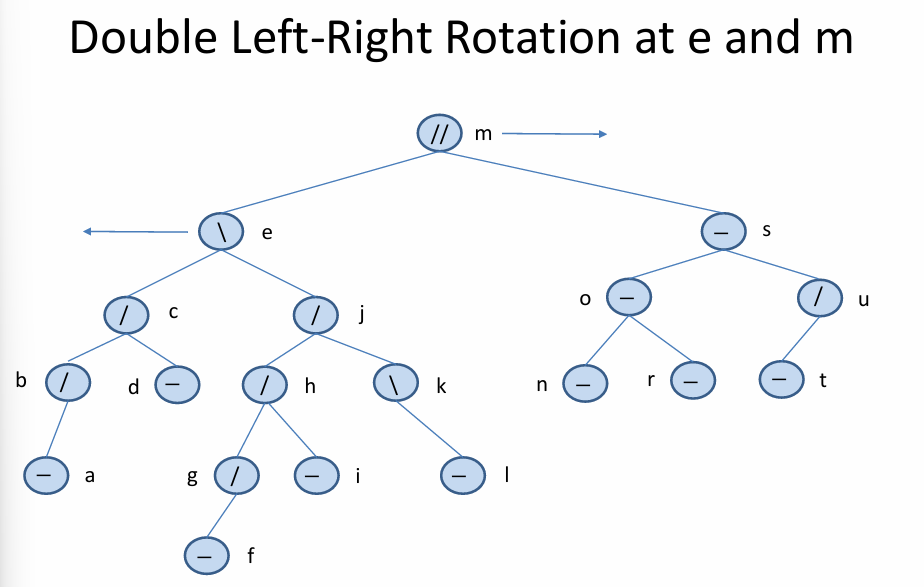 Double Left-Right Rotation at e and m
// m
\ e
– s
/ c
/ j
o –
/ u
b /
d –
/ h
\ k
n –
r –
– t
– a
g /
– i
– l
– f